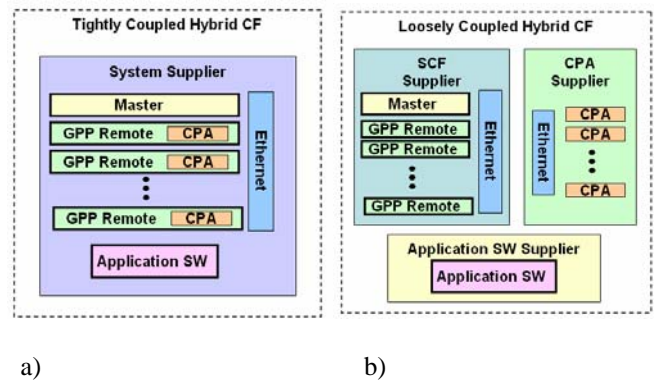 Tightly Coupled Hybrid CF
System Supplier
Master
GPP Remote CPA
GPP Remote CPA
GPP Remote CPA
Ethernet
Application SW
a)
Loosely Coupled Hybrid CF
SCF
Supplier
Master
GPP Remote
GPP Remote
GPP Remote
Ethernet
CPA
Supplier
Ethernet
CPA
CPA
CPA
Application SW Supplier
Application SW
b)